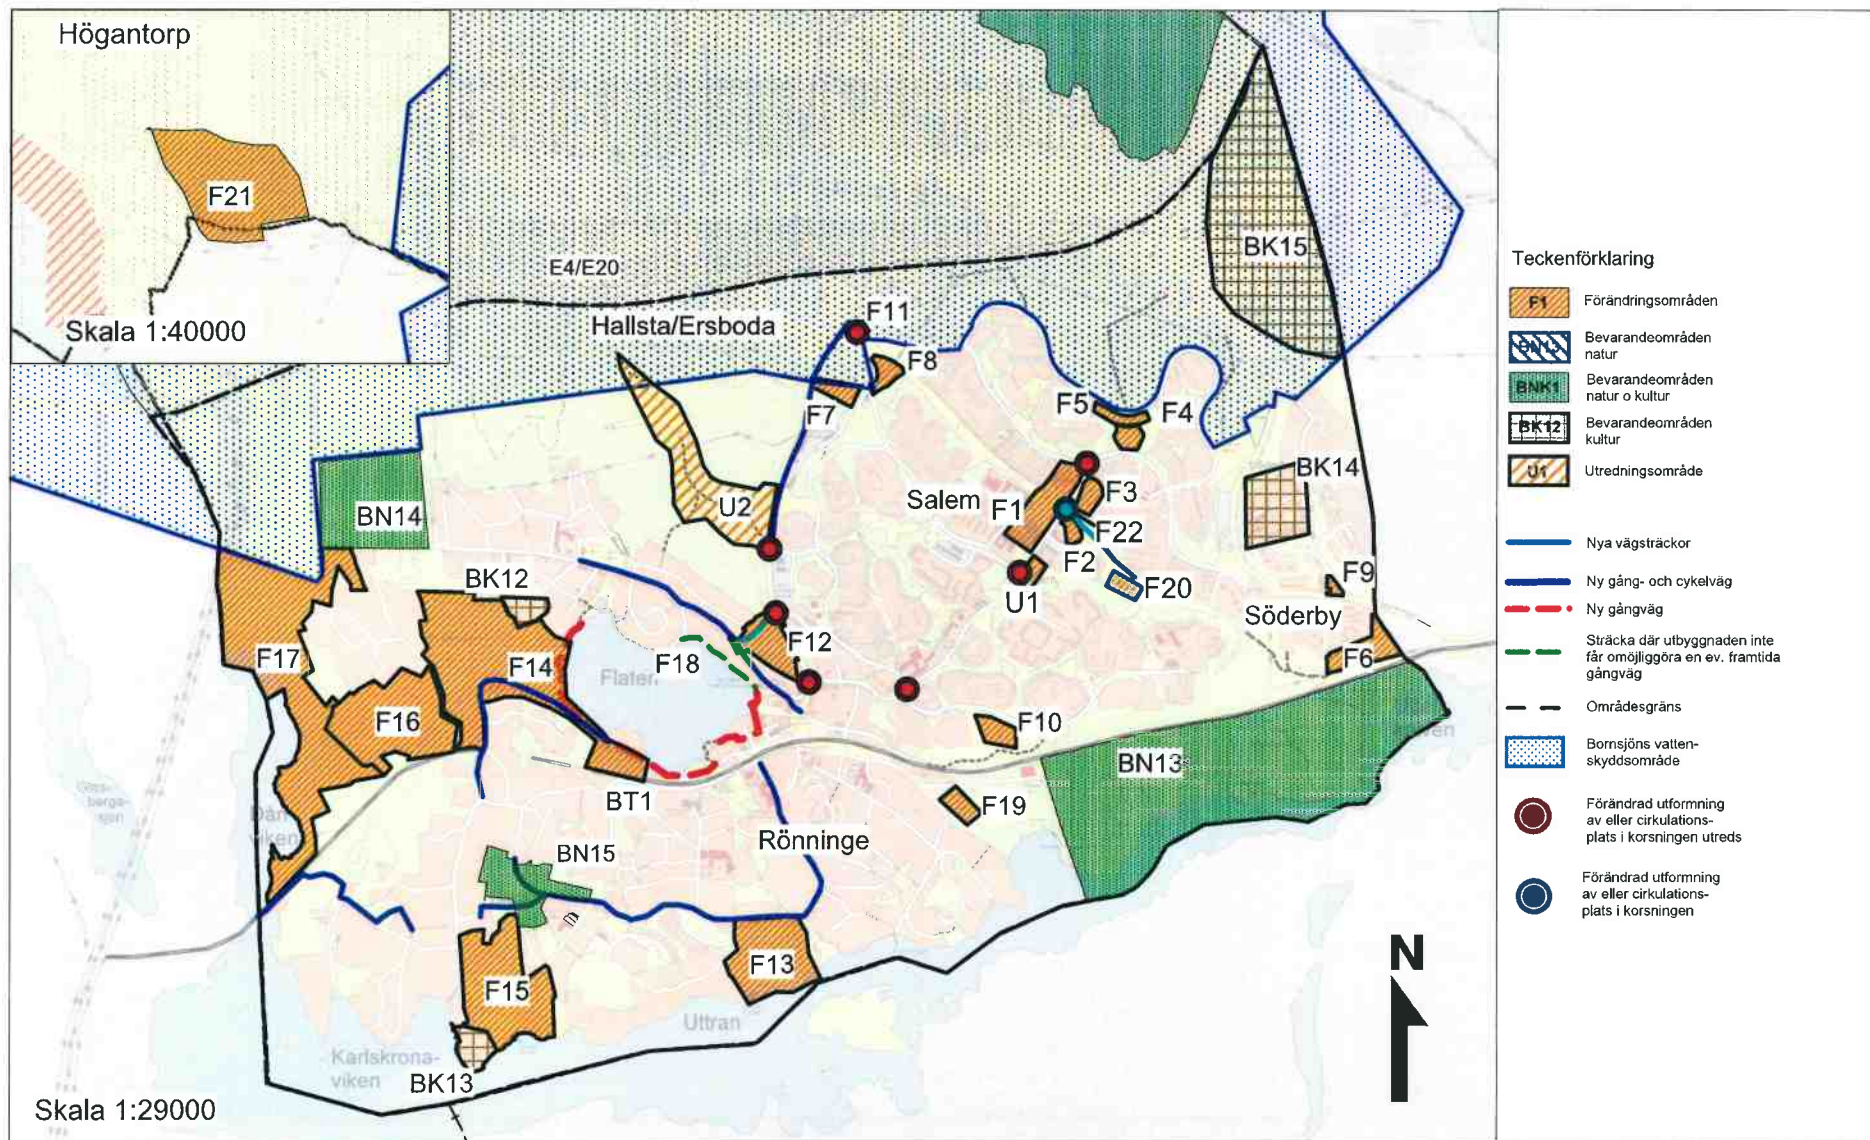 Högantorp
F21
Skala 1:40000
E4/E20
BK15
Hallsta/Ersboda
F11
F8
F7
F5
F4
BK14
BN14
U2
Salem
F1
F3
F22
F2
F20
U1
F9
Söderby
F6
BK12
F12
F18
F17
F14
Flaten
F16
F10
BN13
BT1
F19
Rönninge
BN15
F13
F15
Uttran
Karlskrona-
viken
BK13
Skala 1:29000
N
Teckenförklaring
F1
Förändringsområden
BN13
Bevarandeområden
natur
BNK1
Bevarandeområden
natur o kultur
BK12
Bevarandeområden
kultur
U1
Utredningsområde
Nya vägsträckor
Ny gång- och cykelväg
Ny gångväg
Sträcka där utbyggnaden inte
får omöjliggöra en ev. framtida
gångväg
Områdesgräns
Bornsjöns vatten-
skyddsområde
Förändrad utformning
av eller cirkulations-
plats i korsningen utreds
Förändrad utformning
av eller cirkulations-
plats i korsningen